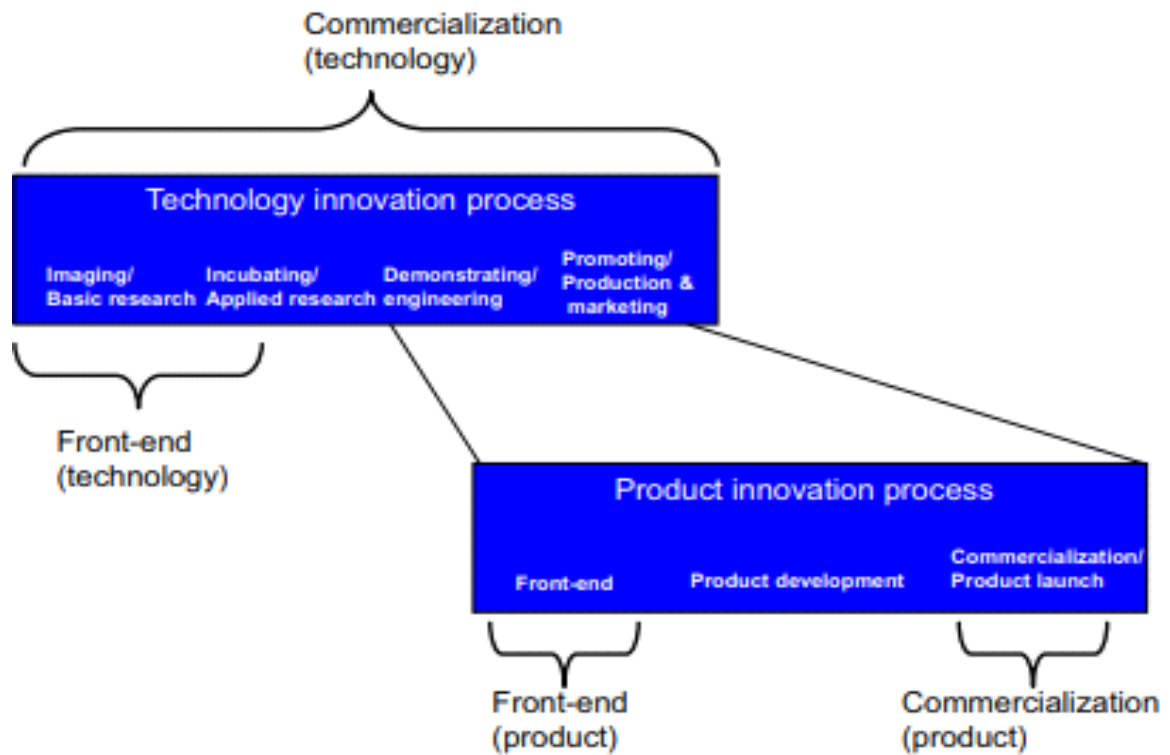 Commercialization
(technology)
Technology innovation process
Imaging/
Basic research
Incubating/
Applied research
Demonstrating/
engineering
Promoting/
Production &
marketing
Front-end
(technology)
Product innovation process
Front-end
Product development
Commercialization/
Product launch
Front-end
(product)
Commercialization
(product)